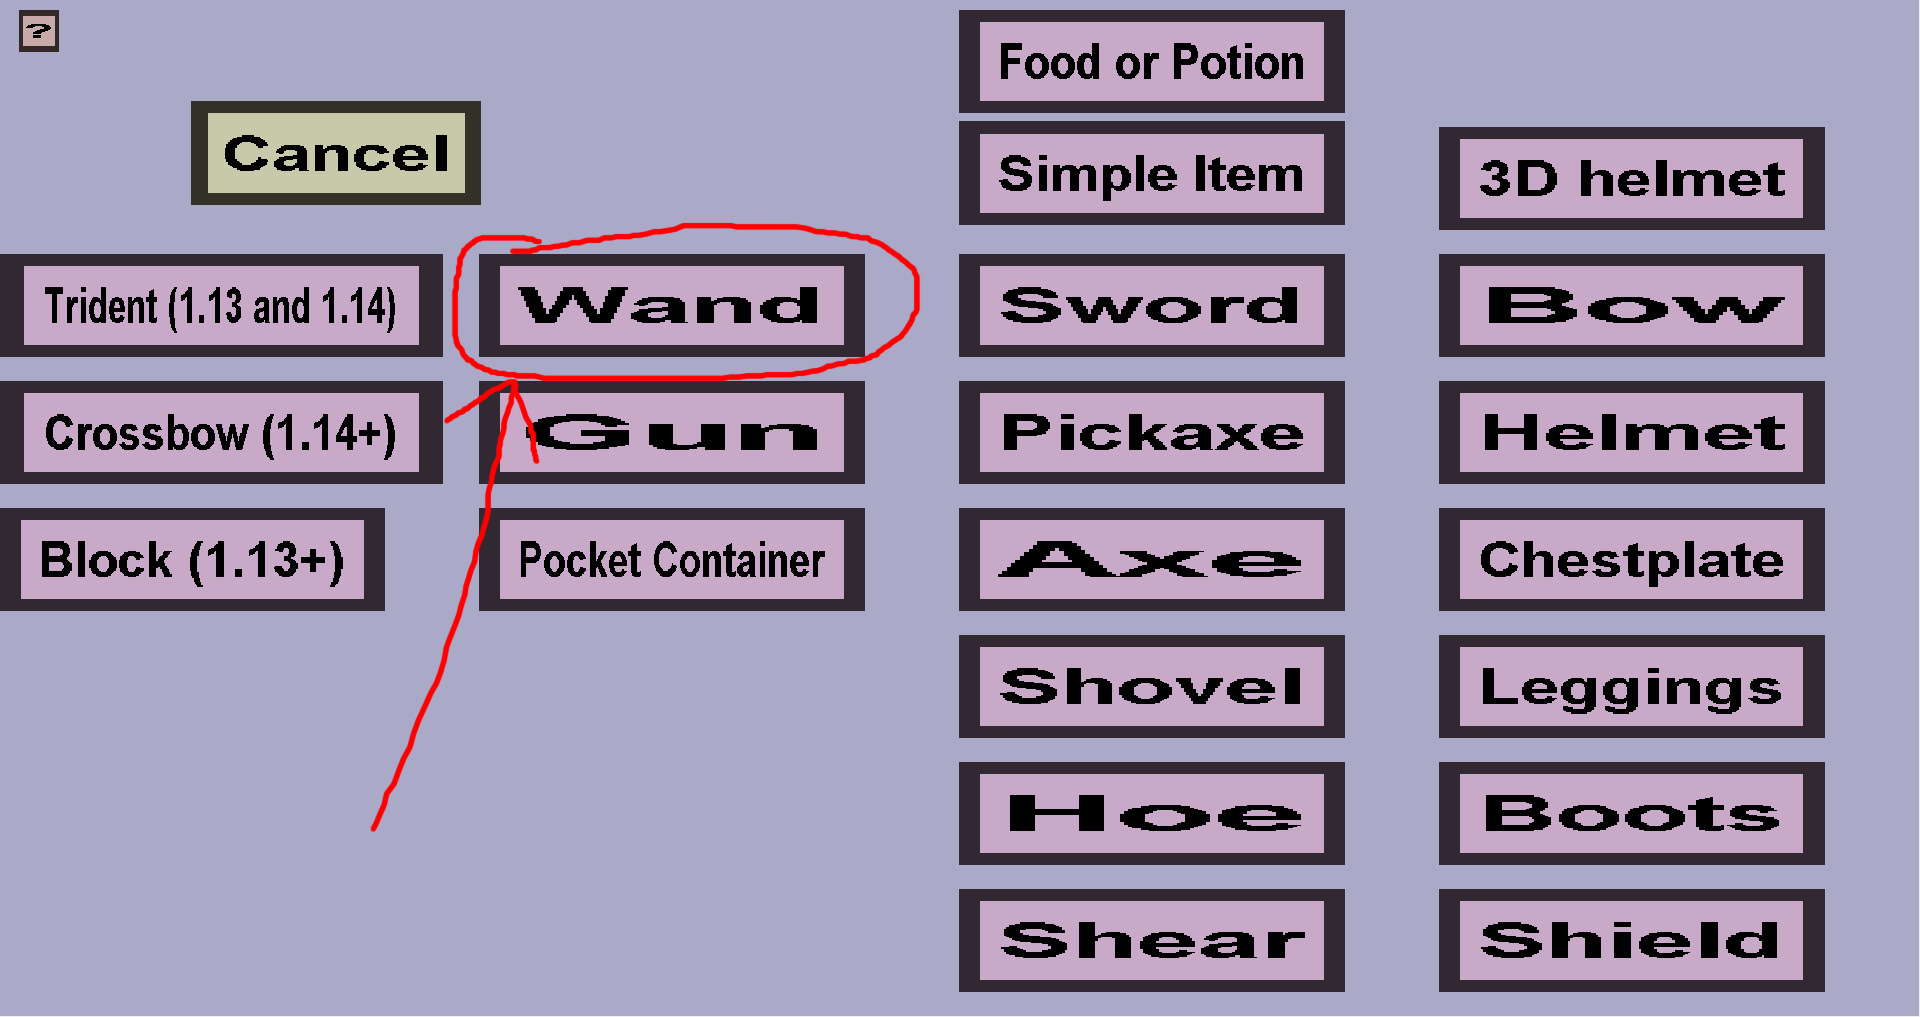 ?
Cancel
Trident (1.13 and 1.14)
Crossbow (1.14+)
Block (1.13+)
Wand
Gun
Pocket Container
Food or Potion
Simple Item
Sword
Pickaxe
Axe
Shovel
Hoe
Shear
3D helmet
Bow
Helmet
Chestplate
Leggings
Boots
Shield